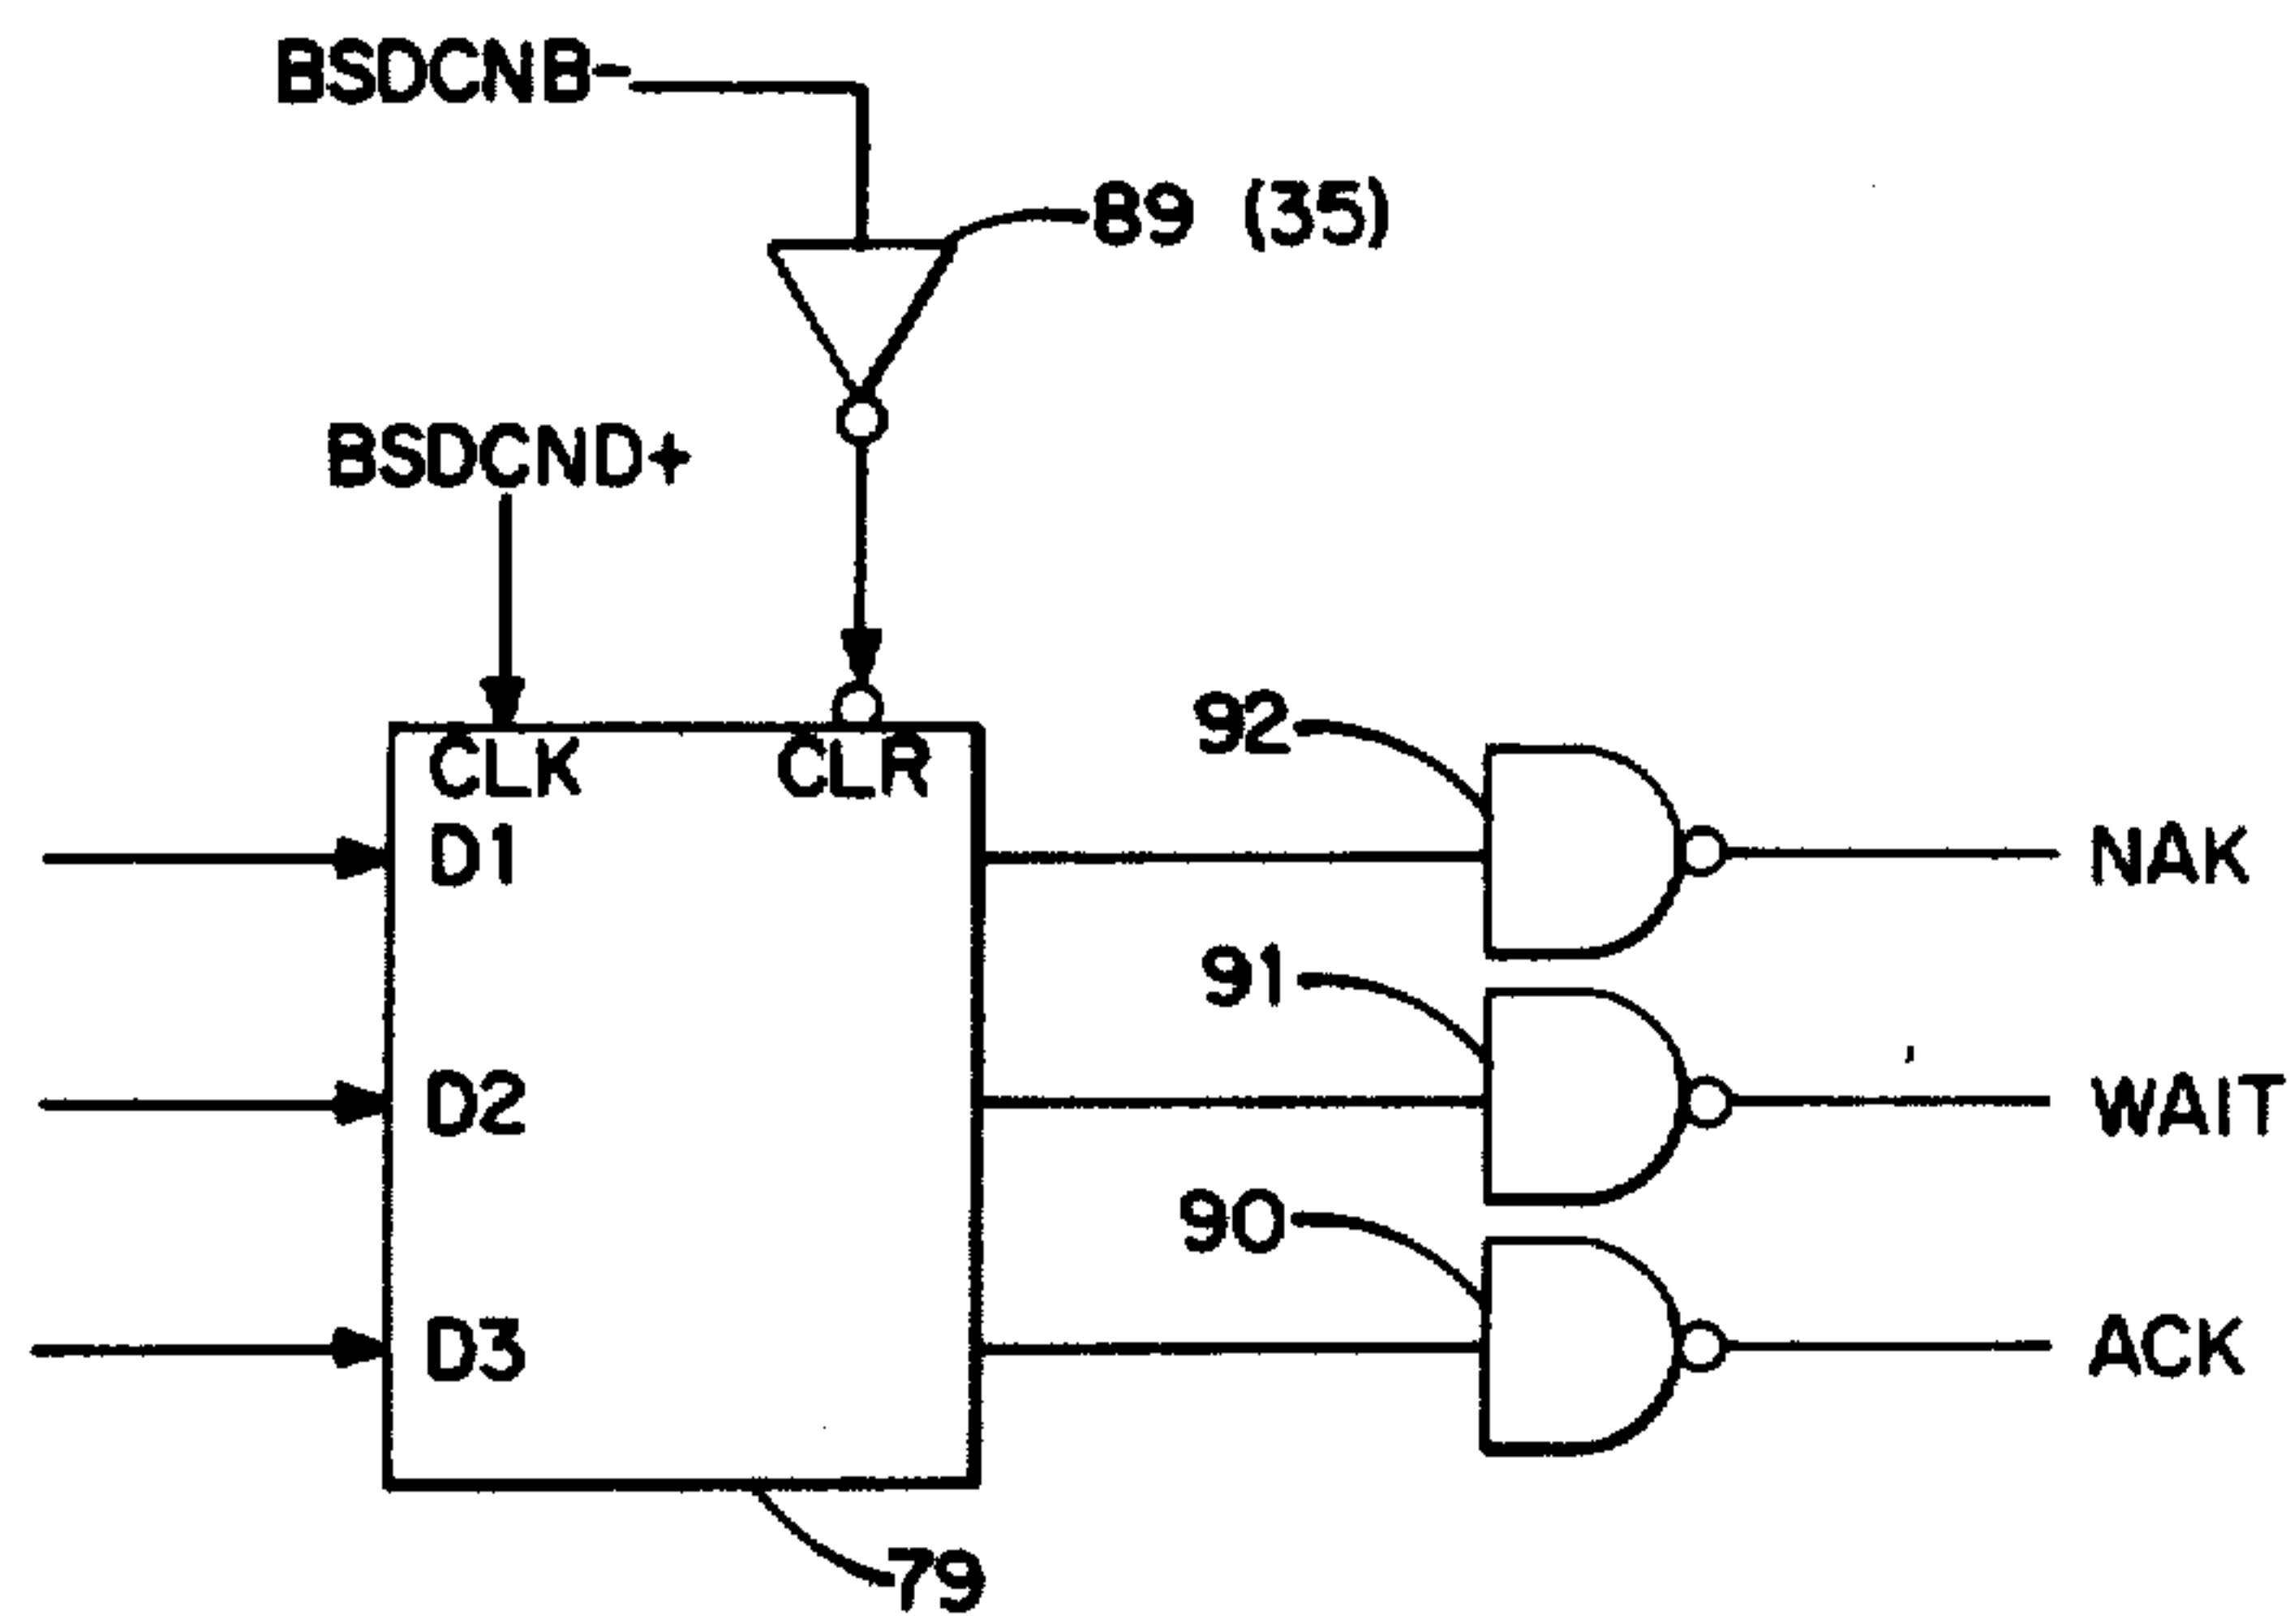 BSDCNB-
89 (35)
BSDCND+
CLK CLR
92
D1
NAK
91
D2
WAIT
90
D3
ACK
79